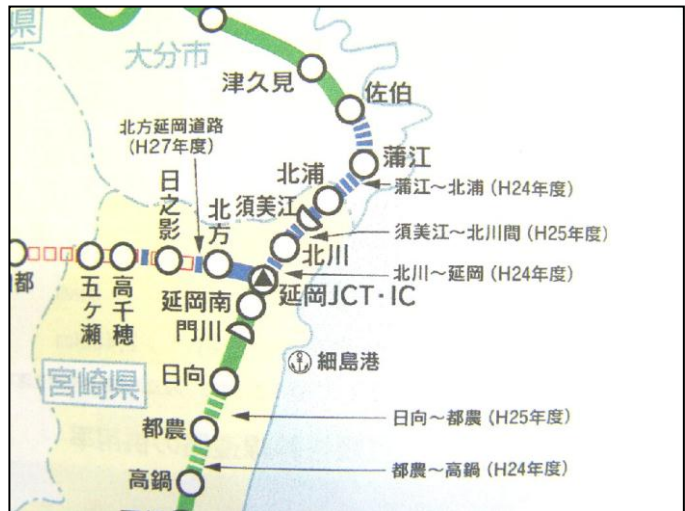 県
大分市
津久見
佐伯
北方延岡道路
(H27年度)
蒲江
北浦
蒲江～北浦 (H24年度)
日之影
北方
須美江
須美江～北川間 (H25年度)
北川
北川～延岡 (H24年度)
都
五ヶ瀬
高千穂
延岡南
延岡JCT・IC
門川
細島港
宮崎県
日向
日向～都農 (H25年度)
都農
都農～高鍋 (H24年度)
高鍋